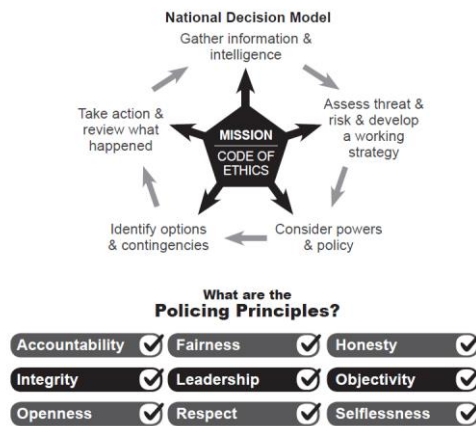 National Decision Model
Gather information &
intelligence
Assess threat &
risk & develop
a working
strategy
Consider powers
& policy
Identify options
& contingencies
Take action &
review what
happened
MISSION
CODE OF
ETHICS
What are the
Policing Principles?
Accountability
Fairness
Honesty
Integrity
Leadership
Objectivity
Openness
Respect
Selflessness